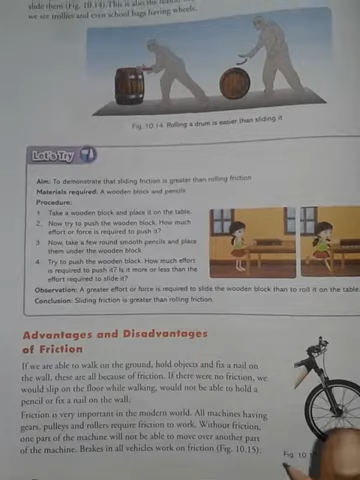 slide them (Fig. 10.14). This is also the reason
we see trollies and even school bags having wheels.
Fig. 10.14 Rolling a drum is easier than sliding it
Let's Try
Aim: To demonstrate that sliding friction is greater than rolling friction
Materials required: A wooden block and pencils
Procedure:
1 Take a wooden block and place it on the table.
2. Now try to push the wooden block. How much
effort or force is required to push it?
3 Now, take a few round smooth pencils and place
them under the wooden block.
4 Try to push the wooden block. How much effort
is required to push it? Is it more or less than the
effort required to slide it?
Observation: A greater effort or force is required to slide the wooden block than to roll it on the table.
Conclusion: Sliding friction is greater than rolling friction.
Advantages and Disadvantages
of Friction
If we are able to walk on the ground, hold objects and fix a nail on
the wall, these are all because of friction. If there were no friction, we
would slip on the floor while walking, would not be able to hold a
pencil or fix a nail on the wall.
Friction is very important in the modern world. All machines having
gears, pulleys and rollers require friction to work. Without friction,
one part of the machine will not be able to move over another part
of the machine. Brakes in all vehicles work on friction (Fig. 10.15).
Fig. 10.1